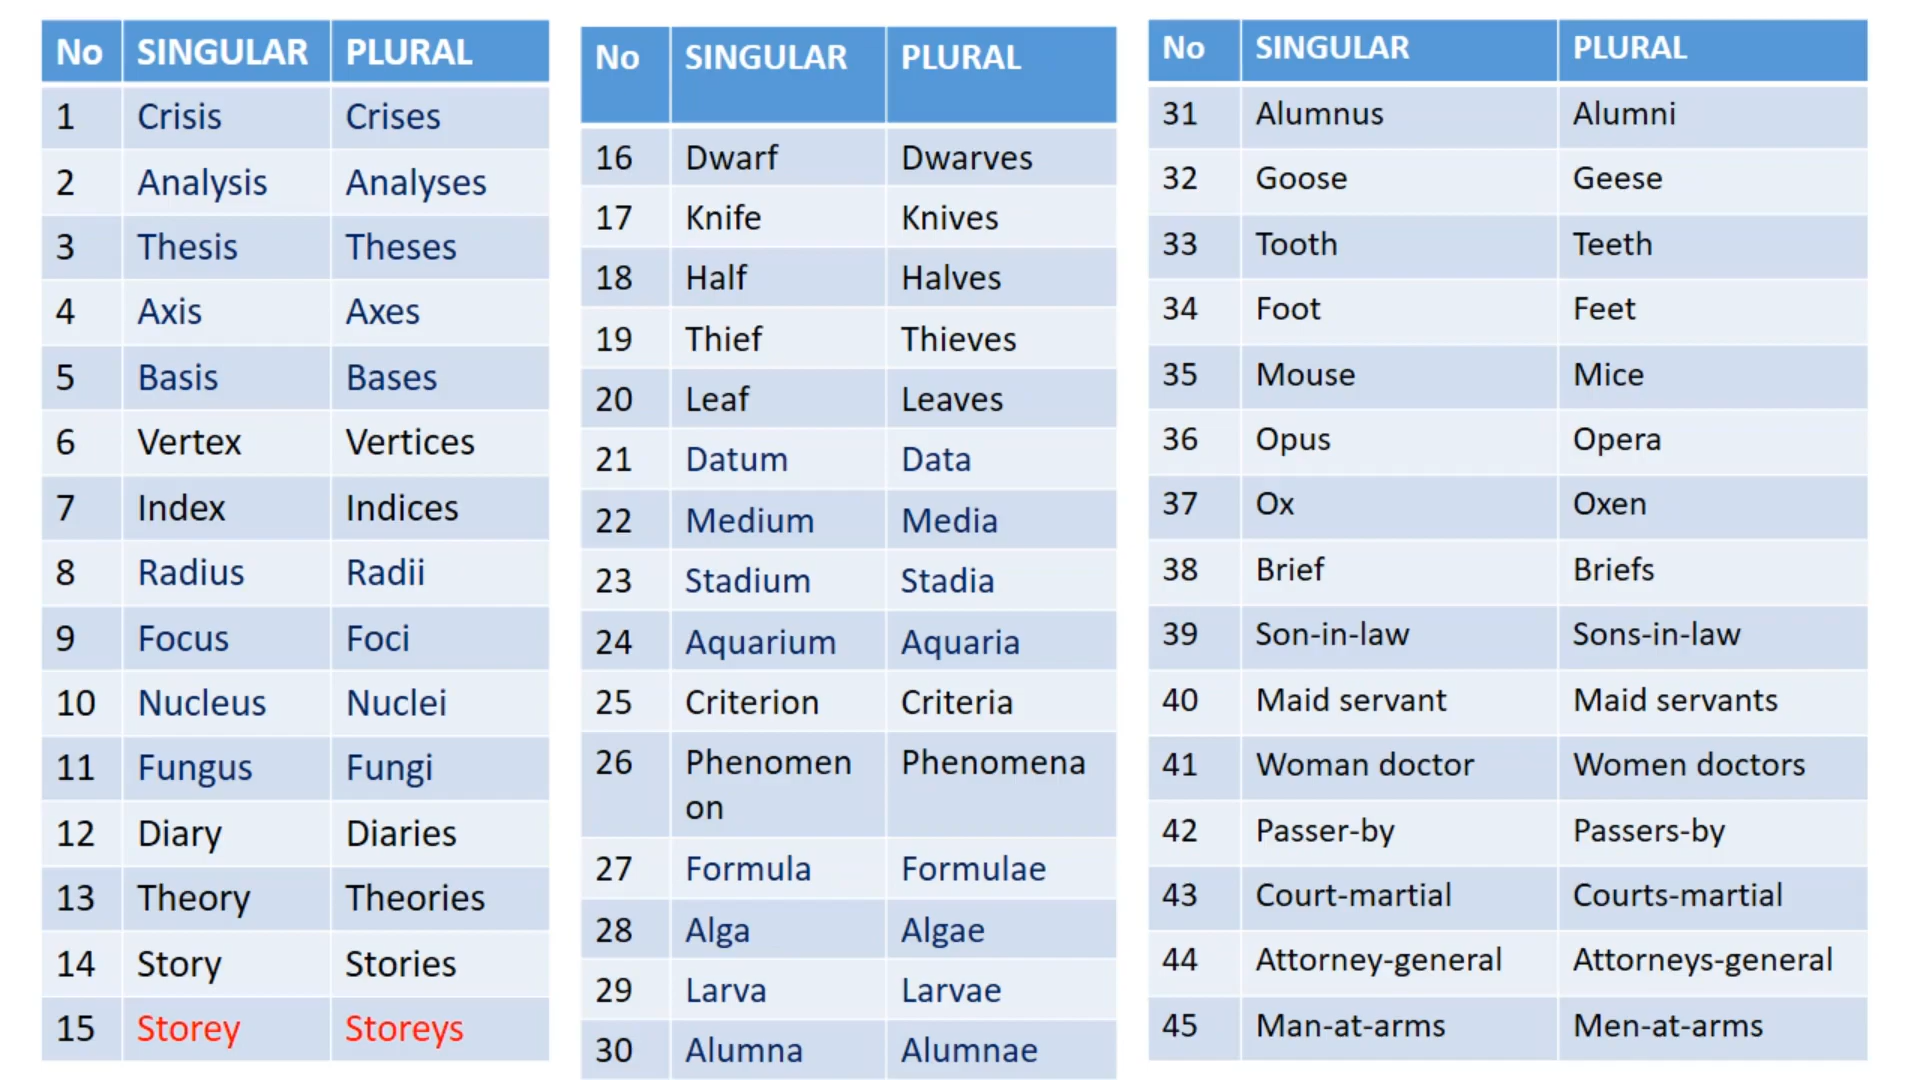 No SINGULAR PLURAL
1 Crisis Crises
2 Analysis Analyses
3 Thesis Theses
4 Axis Axes
5 Basis Bases
6 Vertex Vertices
7 Index Indices
8 Radius Radii
9 Focus Foci
10 Nucleus Nuclei
11 Fungus Fungi
12 Diary Diaries
13 Theory Theories
14 Story Stories
15 Storey Storeys
No SINGULAR PLURAL
16 Dwarf Dwarves
17 Knife Knives
18 Half Halves
19 Thief Thieves
20 Leaf Leaves
21 Datum Data
22 Medium Media
23 Stadium Stadia
24 Aquarium Aquaria
25 Criterion Criteria
26 Phenomen Phenomena
on
27 Formula Formulae
28 Alga Algae
29 Larva Larvae
30 Alumna Alumnae
No SINGULAR PLURAL
31 Alumnus Alumni
32 Goose Geese
33 Tooth Teeth
34 Foot Feet
35 Mouse Mice
36 Opus Opera
37 Ox Oxen
38 Brief Briefs
39 Son-in-law Sons-in-law
40 Maid servant Maid servants
41 Woman doctor Women doctors
42 Passer-by Passers-by
43 Court-martial Courts-martial
44 Attorney-general Attorneys-general
45 Man-at-arms Men-at-arms